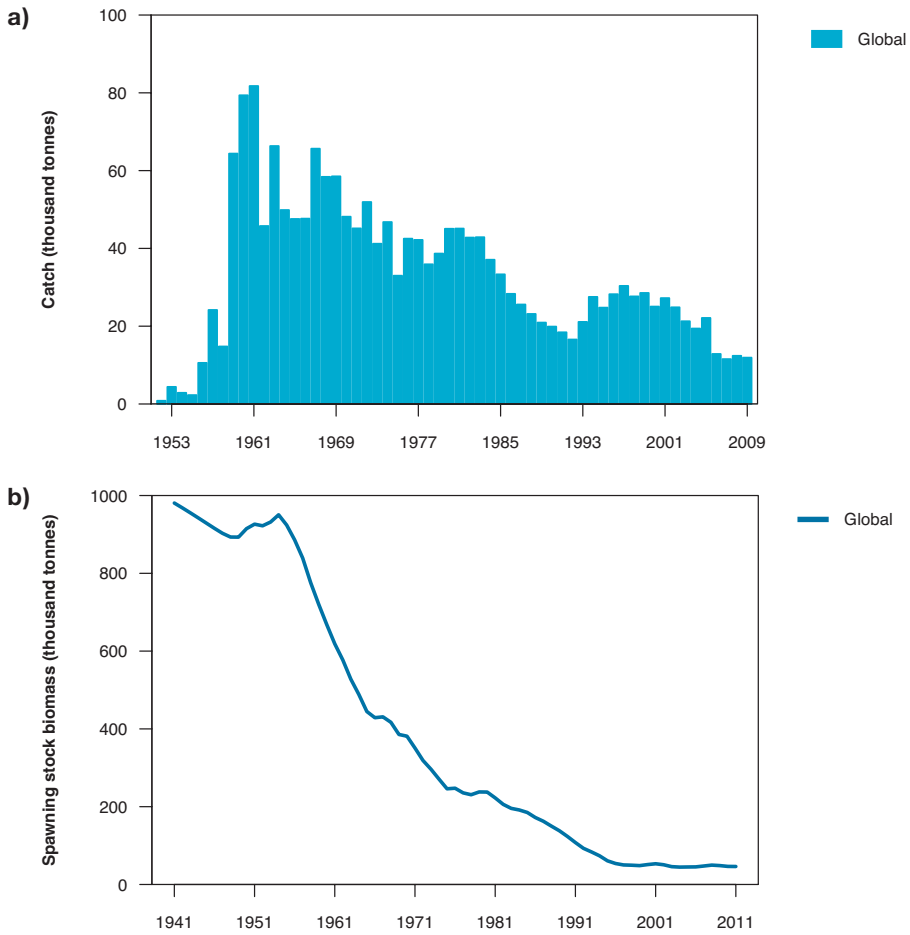 a)
Global
Catch (thousand tonnes)
100
80
60
40
20
0
1953 1961 1969 1977 1985 1993 2001 2009
b)
Global
Spawning stock biomass (thousand tonnes)
1000
800
600
400
200
0
1941 1951 1961 1971 1981 1991 2001 2011